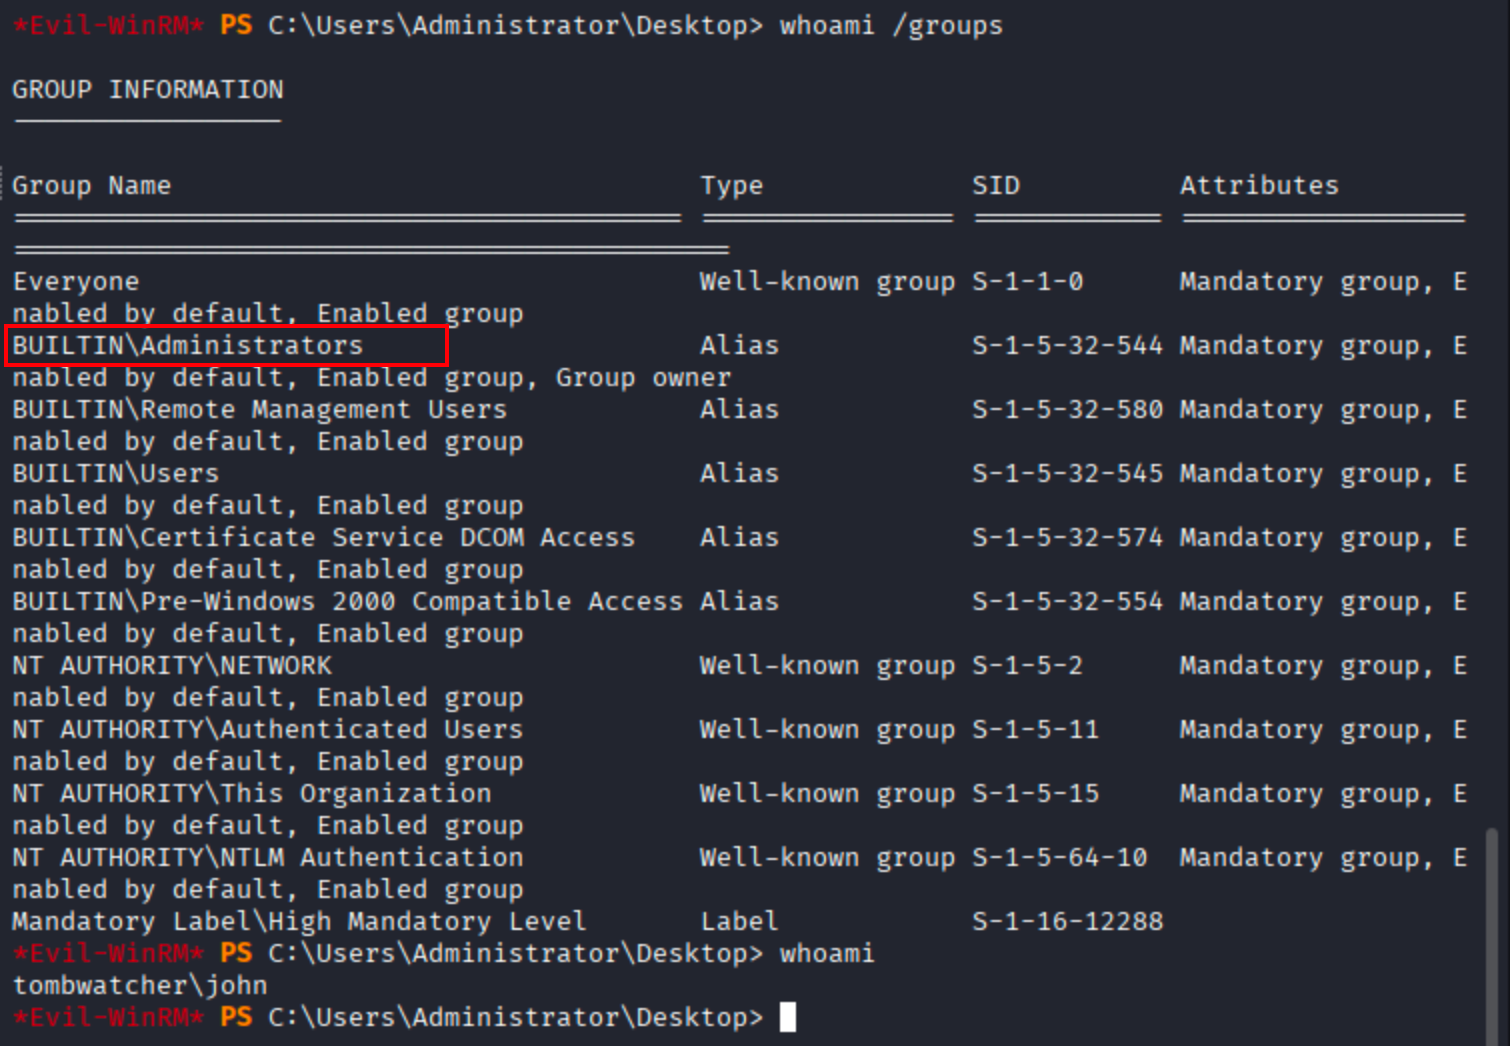 *Evil-WinRM* PS C:\Users\Administrator\Desktop> whoami /groups
GROUP INFORMATION
-----------------
Group Name Type SID Attributes
========================================== ================ ============ ==================
=============================================
Everyone Well-known group S-1-1-0 Mandatory group, E
nabled by default, Enabled group
BUILTIN\Administrators Alias S-1-5-32-544 Mandatory group, E
nabled by default, Enabled group, Group owner
BUILTIN\Remote Management Users Alias S-1-5-32-580 Mandatory group, E
nabled by default, Enabled group
BUILTIN\Users Alias S-1-5-32-545 Mandatory group, E
nabled by default, Enabled group
BUILTIN\Certificate Service DCOM Access Alias S-1-5-32-574 Mandatory group, E
nabled by default, Enabled group
BUILTIN\Pre-Windows 2000 Compatible Access Alias S-1-5-32-554 Mandatory group, E
nabled by default, Enabled group
NT AUTHORITY\NETWORK Well-known group S-1-5-2 Mandatory group, E
nabled by default, Enabled group
NT AUTHORITY\Authenticated Users Well-known group S-1-5-11 Mandatory group, E
nabled by default, Enabled group
NT AUTHORITY\This Organization Well-known group S-1-5-15 Mandatory group, E
nabled by default, Enabled group
NT AUTHORITY\NTLM Authentication Well-known group S-1-5-64-10 Mandatory group, E
nabled by default, Enabled group
Mandatory Label\High Mandatory Level Label S-1-16-12288
*Evil-WinRM* PS C:\Users\Administrator\Desktop> whoami
tombwatcher\john
*Evil-WinRM* PS C:\Users\Administrator\Desktop>